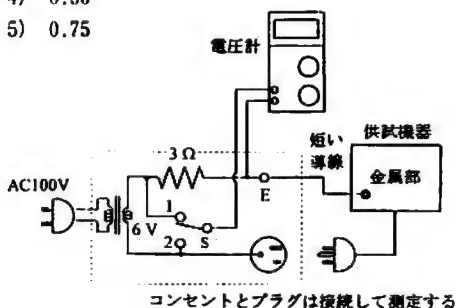 5) 0.75
電圧計
3Ω
短い
導線
供試機器
金属部
AC100V
6 V
1
2
S
E
コンセントとプラグは接続して測定する